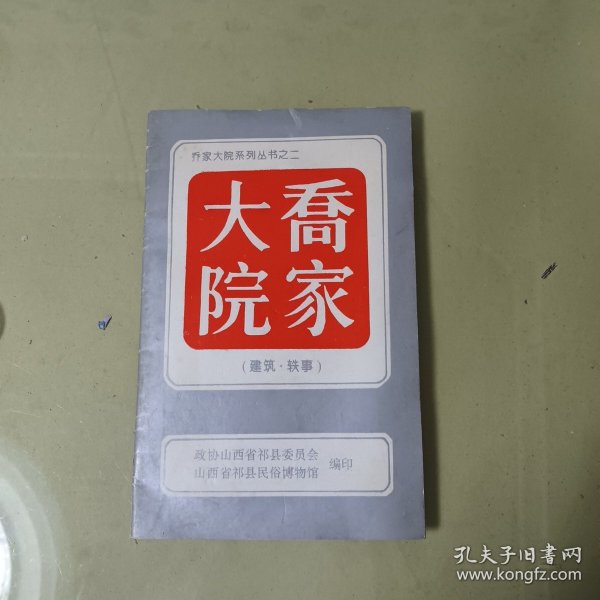 乔家大院系列丛书之二
喬家
大院
(建筑·轶事)
政协山西省祁县委员会
山西省祁县民俗博物馆
编印
孔夫子旧书网
www.kongfz.com